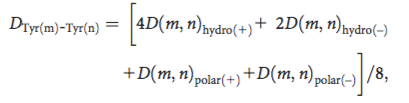 D_{Tyr(m)-Tyr(n)} = [4D(m, n)_{hydro(+)} + 2D(m, n)_{hydro(−)}
+D(m, n)_{polar(+)}+D(m, n)_{polar(−)}]/8,